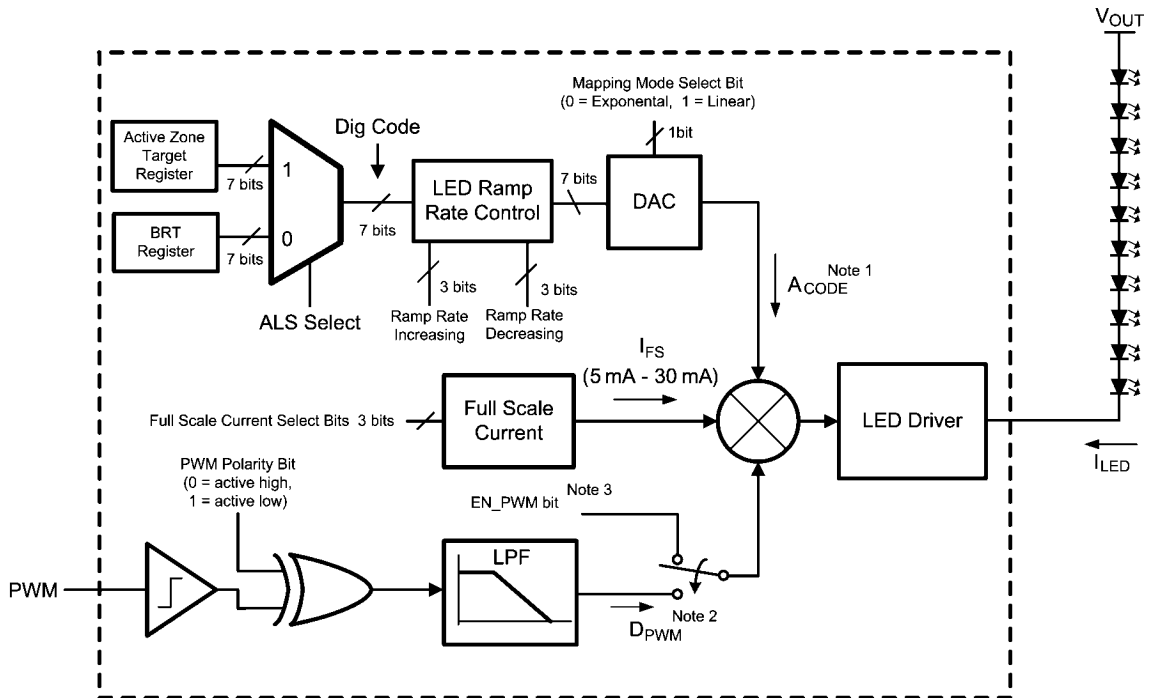 VOUT
Mapping Mode Select Bit
(0 = Exponential, 1 = Linear)
1bit
Dig Code
Active Zone
Target
Register
7 bits
1
LED Ramp
Rate Control
7 bits
7 bits
DAC
BRT
Register
7 bits
0
3 bits
3 bits
ALS Select
Ramp Rate
Increasing
Ramp Rate
Decreasing
ACODE Note 1
IFS
(5 mA - 30 mA)
Full Scale Current Select Bits 3 bits
Full Scale
Current
LED Driver
ILED
PWM Polarity Bit
(0 = active high,
1 = active low)
EN_PWM bit Note 3
LPF
PWM
DPWM Note 2